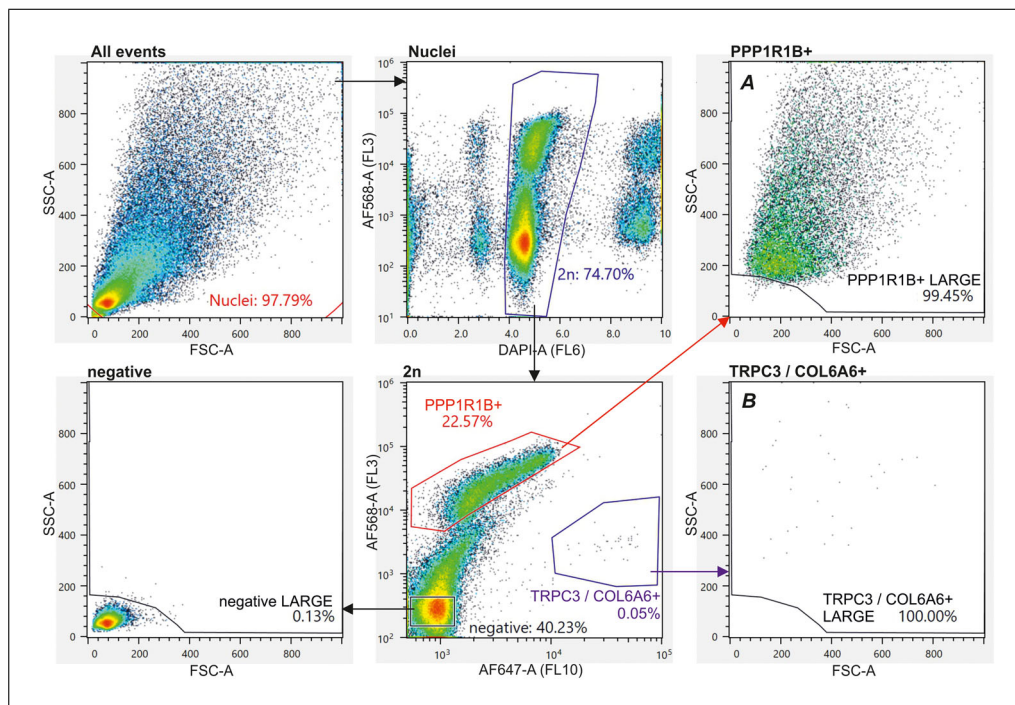 All events
SSC-A
800
600
400
200
0
Nuclei: 97.79%
0 200 400 600 800
FSC-A
Nuclei
AF568-A (FL3)
10⁶
10⁵
10⁴
10³
10²
10¹
2n: 74.70%
0.0 2.0 4.0 6.0 8.0 10
DAPI-A (FL6)
PPP1R1B+
A
SSC-A
800
600
400
200
0
PPP1R1B+ LARGE
99.45%
0 200 400 600 800
FSC-A
negative
SSC-A
800
600
400
200
0
negative LARGE
0.13%
0 200 400 600 800
FSC-A
2n
AF568-A (FL3)
10⁶
10⁵
10⁴
10³
10²
PPP1R1B+
22.57%
TRPC3 / COL6A6+
0.05%
negative: 40.23%
10³ 10⁴ 10⁵
AF647-A (FL10)
TRPC3 / COL6A6+
B
SSC-A
800
600
400
200
0
TRPC3 / COL6A6+
LARGE 100.00%
0 200 400 600 800
FSC-A